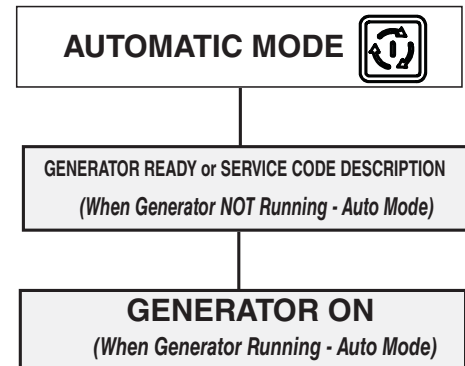 AUTOMATIC MODE
GENERATOR READY or SERVICE CODE DESCRIPTION
(When Generator NOT Running - Auto Mode)
GENERATOR ON
(When Generator Running - Auto Mode)